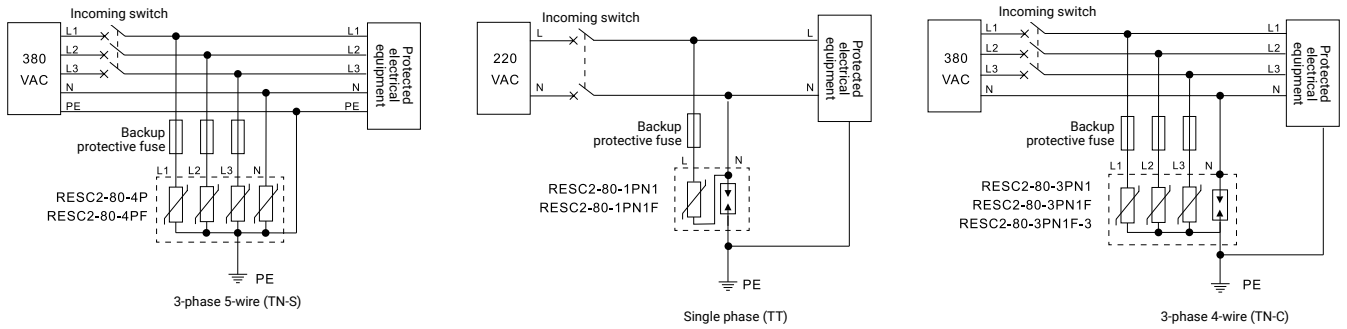 Incoming switch
380
VAC
L1
L2
L3
N
PE
L1
L2
L3
N
PE
Protected
electrical
equipment
Backup
protective fuse
L1
L2
L3
N
RESC2-80-4P
RESC2-80-4PF
PE
3-phase 5-wire (TN-S)
Incoming switch
220
VAC
L
N
L
N
Protected
electrical
equipment
Backup
protective fuse
L
N
RESC2-80-1PN1
RESC2-80-1PN1F
PE
Single phase (TT)
Incoming switch
380
VAC
L1
L2
L3
N
L1
L2
L3
N
Protected
electrical
equipment
Backup
protective fuse
L1
L2
L3
N
RESC2-80-3PN1
RESC2-80-3PN1F
RESC2-80-3PN1F-3
PE
3-phase 4-wire (TN-C)